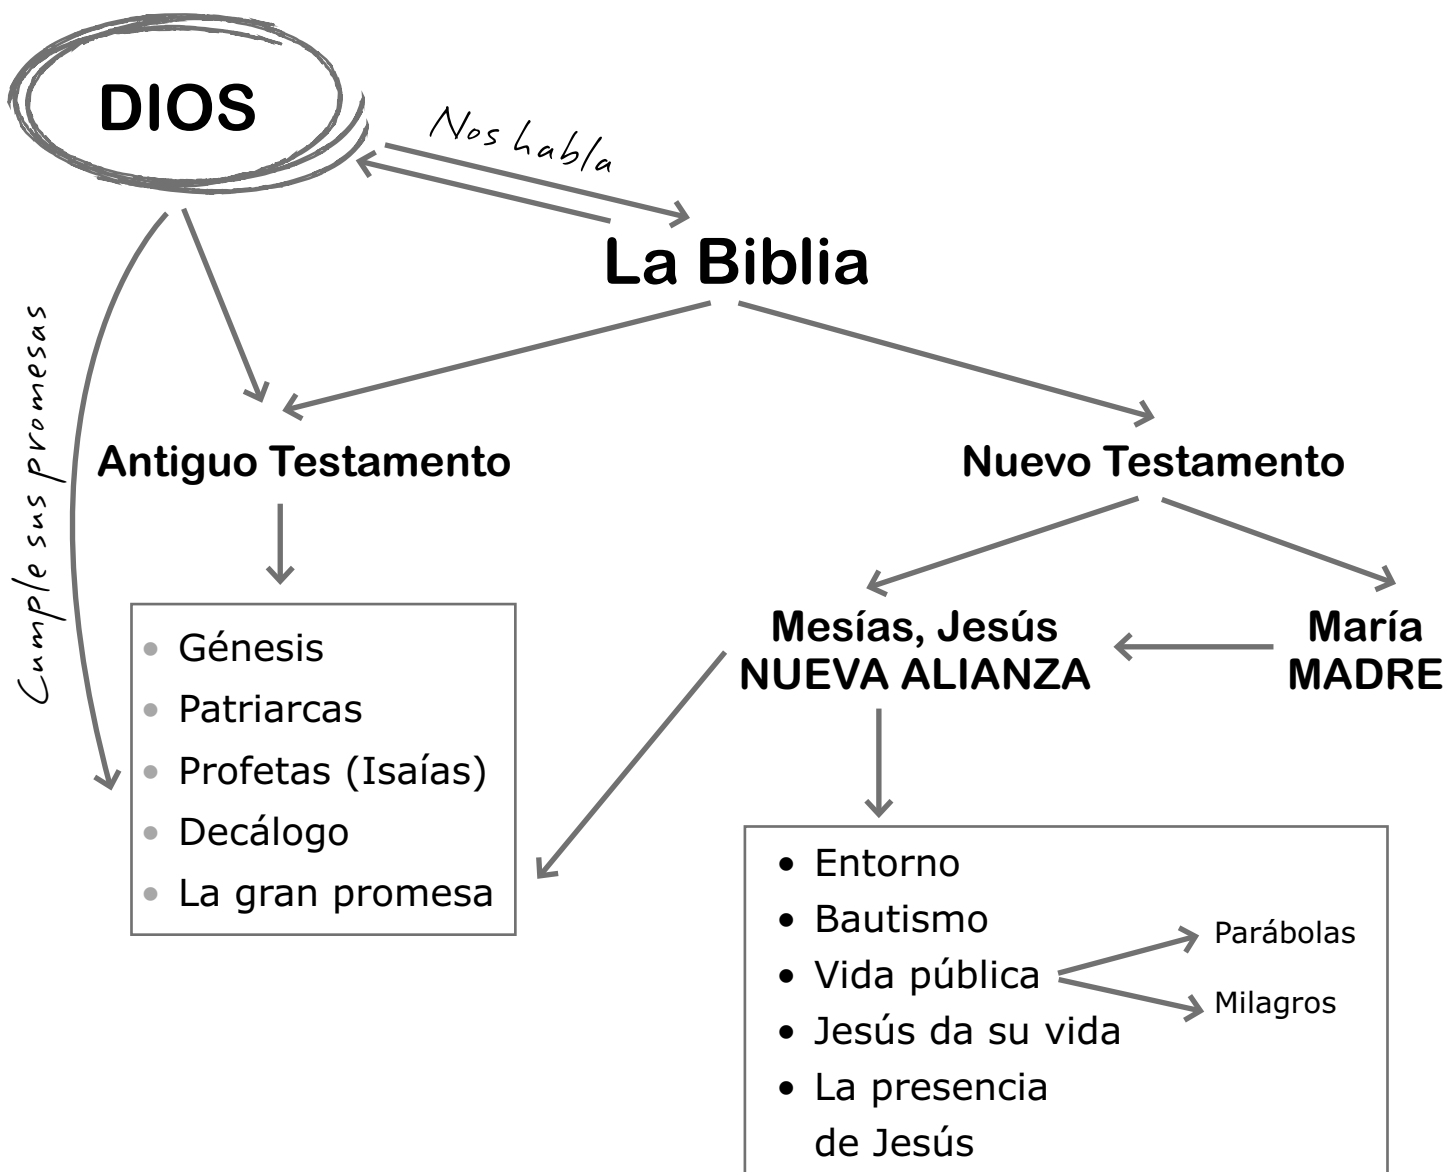 DIOS
Nos habla
La Biblia
Cumple sus promesas
Antiguo Testamento
Nuevo Testamento
Mesías, Jesús
NUEVA ALIANZA
María
MADRE
Génesis
Patriarcas
Profetas (Isaías)
Decálogo
La gran promesa
• Entorno
• Bautismo
• Vida pública
Parábolas
Milagros
• Jesús da su vida
• La presencia
de Jesús